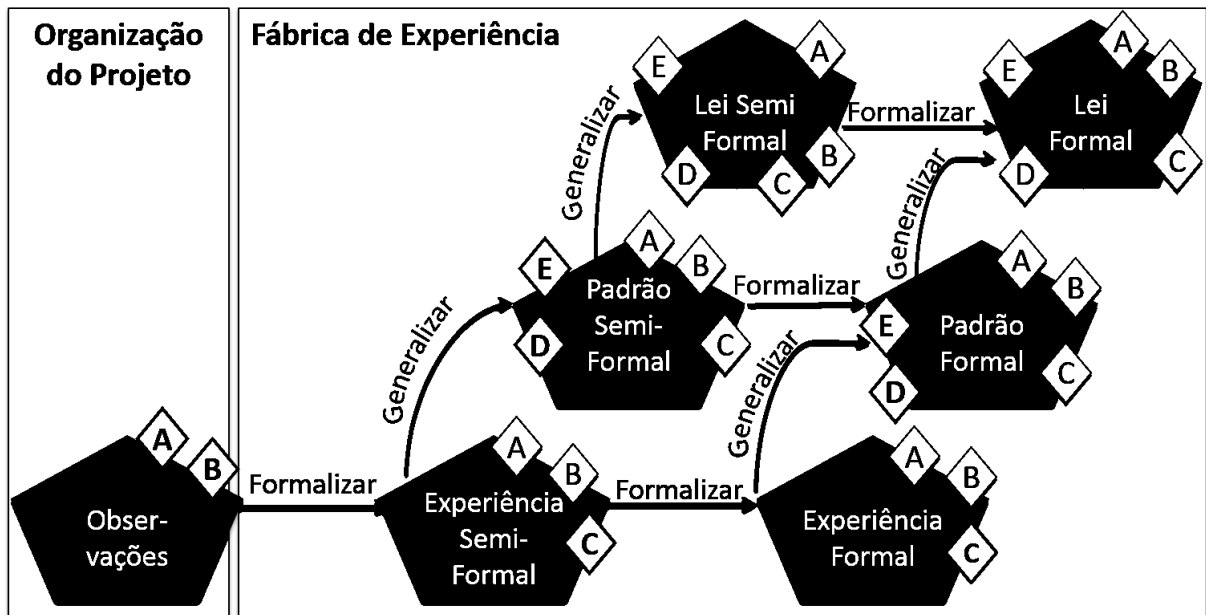 Organização
do Projeto
Fábrica de Experiência
E
A
Lei Semi
Formal
D
C
B
Formalizar
E
A
B
Lei
Formal
D
C
Generalizar
Generalizar
E
A
B
Padrão
Semi-
Formal
D
C
Formalizar
A
B
E
Padrão
Formal
D
C
Generalizar
Generalizar
A
B
Obser-
vações
Formalizar
A
B
Experiência
Semi-
Formal
C
Formalizar
A
B
Experiência
Formal
C